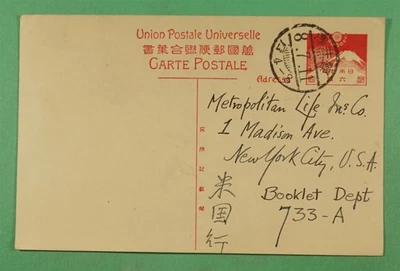 Union Postale Universelle
萬國郵便聯合葉書
CARTE POSTALE
Adresse
Metropolitan Life Ins. Co.
1 Madison Ave.
New York City, U.S.A.
Booklet Dept
733-A
米国行